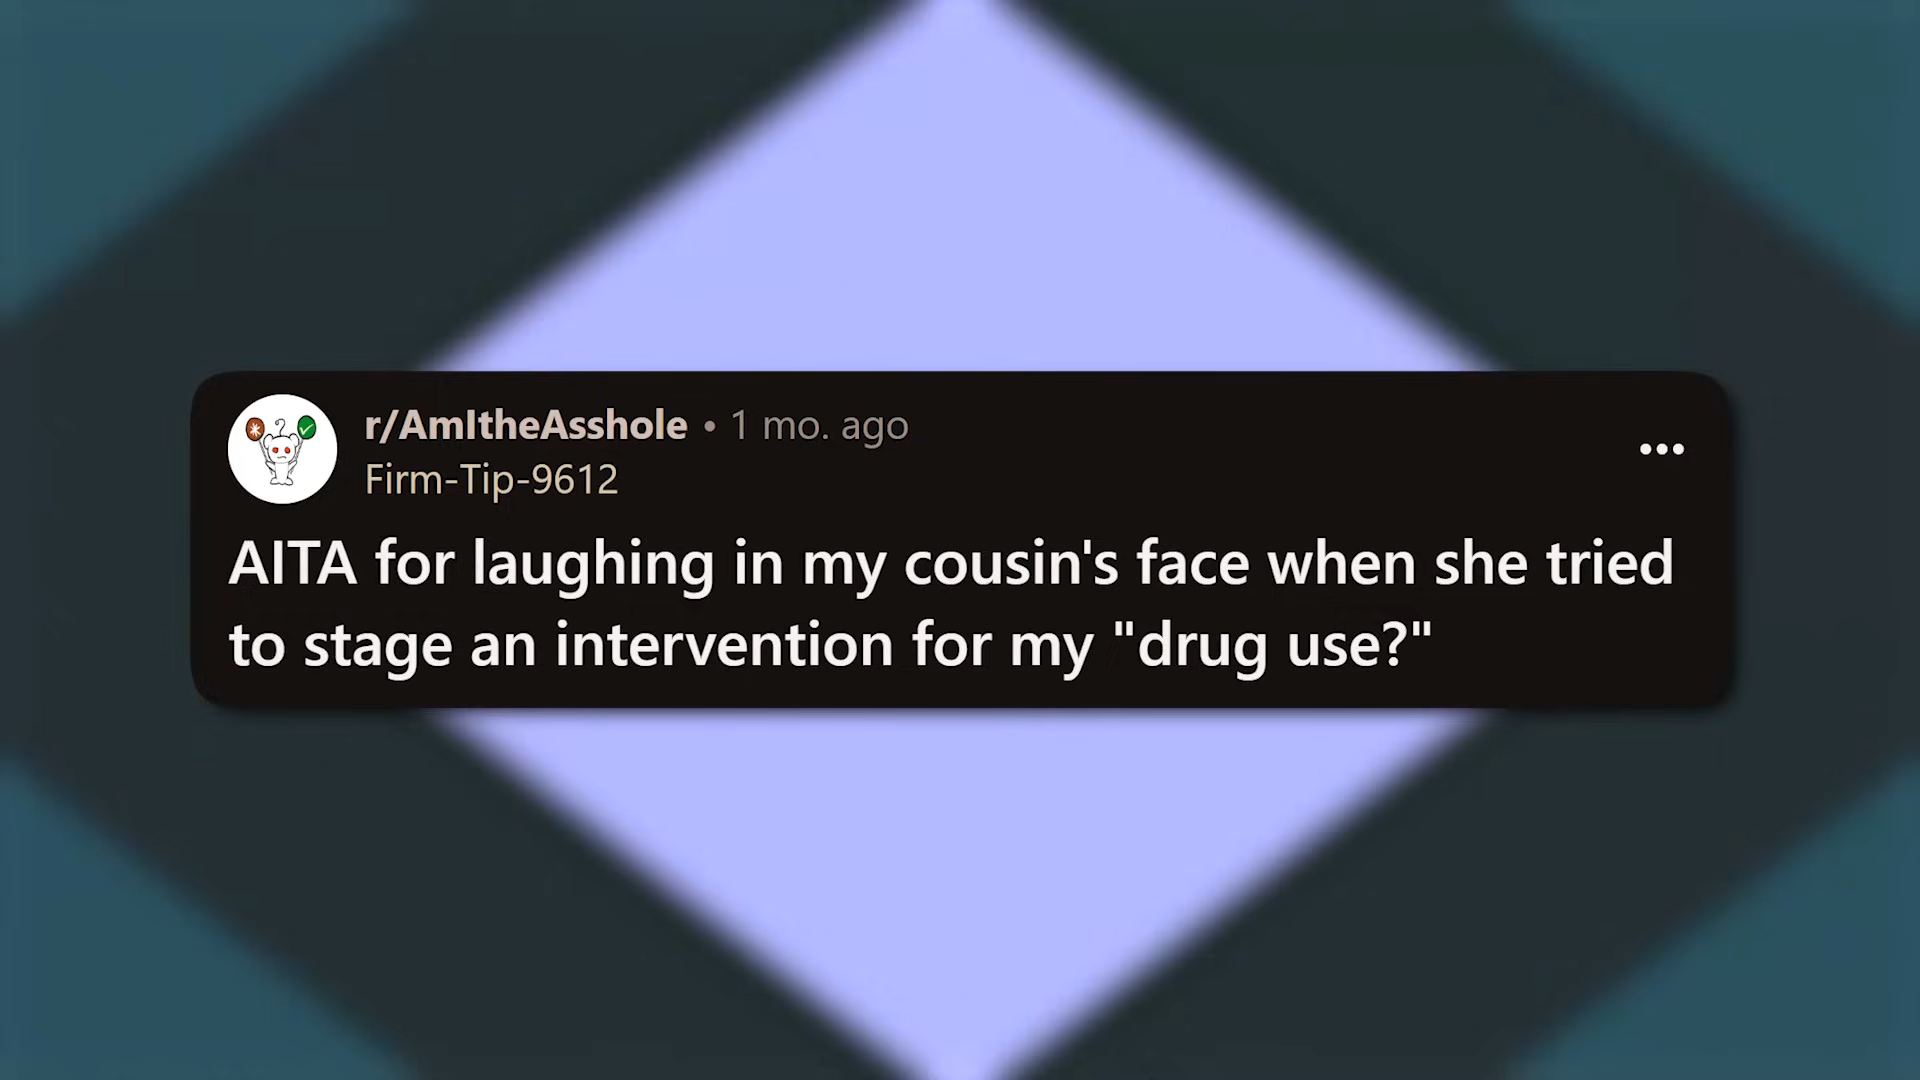 r/AmItheAsshole • 1 mo. ago
Firm-Tip-9612
AITA for laughing in my cousin's face when she tried
to stage an intervention for my "drug use?"